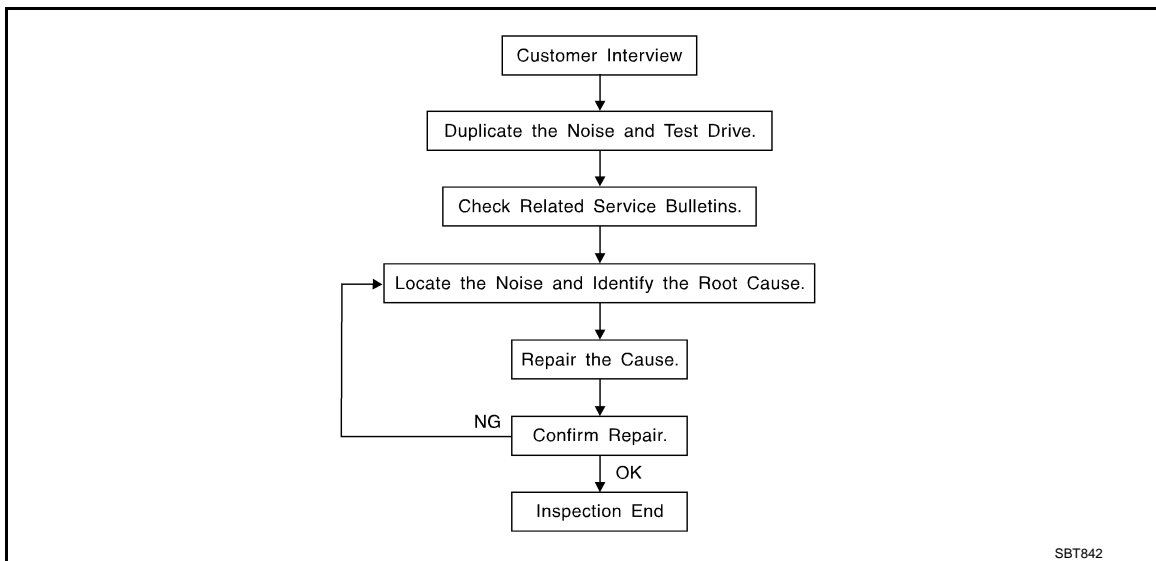 Customer Interview
Duplicate the Noise and Test Drive.
Check Related Service Bulletins.
Locate the Noise and Identify the Root Cause.
Repair the Cause.
NG
Confirm Repair.
OK
Inspection End
SBT842